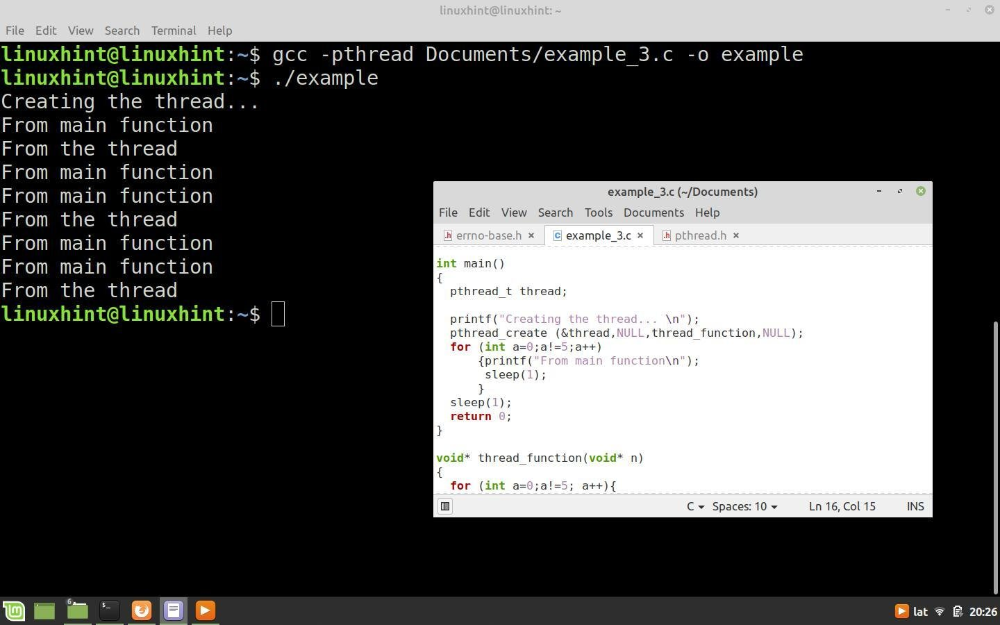 linuxhint@linuxhint: ~
File Edit View Search Terminal Help
linuxhint@linuxhint:~$ gcc -pthread Documents/example_3.c -o example
linuxhint@linuxhint:~$ ./example
Creating the thread...
From main function
From the thread
From main function
From main function
From the thread
From main function
From main function
From the thread
linuxhint@linuxhint:~$
example_3.c (~/Documents)
File Edit View Search Tools Documents Help
.h errno-base.h × c example_3.c × .h pthread.h ×
int main()
{
  pthread_t thread;
  printf("Creating the thread... \n");
  pthread_create (&thread,NULL,thread_function,NULL);
  for (int a=0;a!=5;a++)
      {printf("From main function\n");
       sleep(1);
      }
  sleep(1);
  return 0;
}
void* thread_function(void* n)
{
  for (int a=0;a!=5; a++){
C Spaces: 10 Ln 16, Col 15 INS
6 $_ lat 20:26